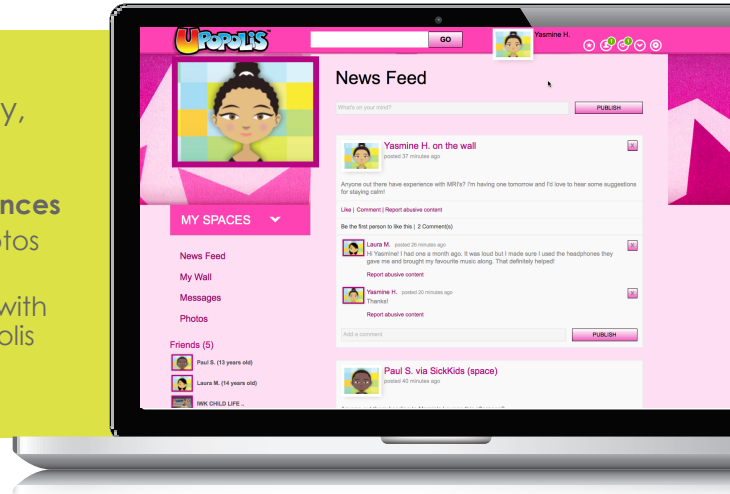 y,
nces
otos
with
olis
UPOPOLIS
GO
Yasmine H.
News Feed
What's on your mind?
PUBLISH
Yasmine H. on the wall
posted 37 minutes ago
X
Anyone out there have experience with MRI's? I'm having one tomorrow and I'd love to hear some suggestions
for staying calm!
Like | Comment | Report abusive content
Be the first person to like this | 2 Comment(s)
Laura M. posted 26 minutes ago
X
Hi Yasmine! I had one a month ago. It was loud but I made sure I used the headphones they
gave me and brought my favourite music along. That definitely helped!
Report abusive content
Yasmine H. posted 20 minutes ago
X
Thanks!
Report abusive content
Add a comment
PUBLISH
Paul S. via SickKids (space)
posted 40 minutes ago
MY SPACES
News Feed
My Wall
Messages
Photos
Friends (5)
Paul S. (13 years old)
Laura M. (14 years old)
IWK CHILD LIFE ..